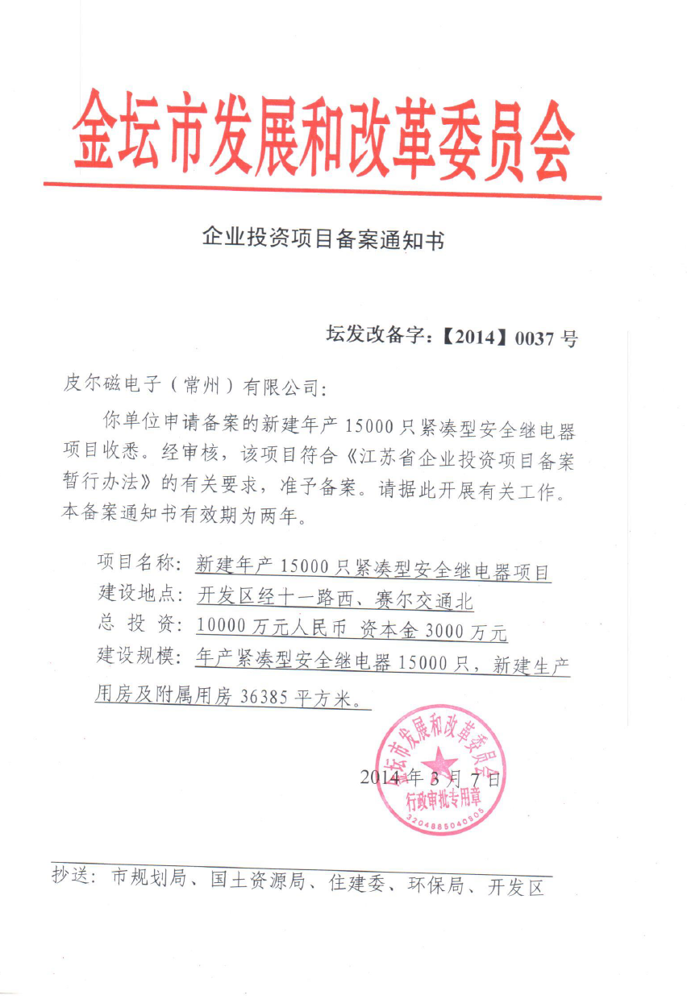 金坛市发展和改革委员会
企业投资项目备案通知书
坛发改备字：【2014】0037 号
皮尔磁电子（常州）有限公司：
你单位申请备案的新建年产 15000 只紧凑型安全继电器
项目收悉。经审核，该项目符合《江苏省企业投资项目备案
暂行办法》的有关要求，准予备案。请据此开展有关工作。
本备案通知书有效期为两年。
项目名称：新建年产 15000 只紧凑型安全继电器项目
建设地点：开发区经十一路西、赛尔交通北
总 投 资：10000 万元人民币 资本金 3000 万元
建设规模：年产紧凑型安全继电器 15000 只，新建生产
用房及附属用房 36385 平方米。
金坛市发展和改革委员会
2014 年 3 月 7 日
行政审批专用章
3204885040905
抄送：市规划局、国土资源局、住建委、环保局、开发区